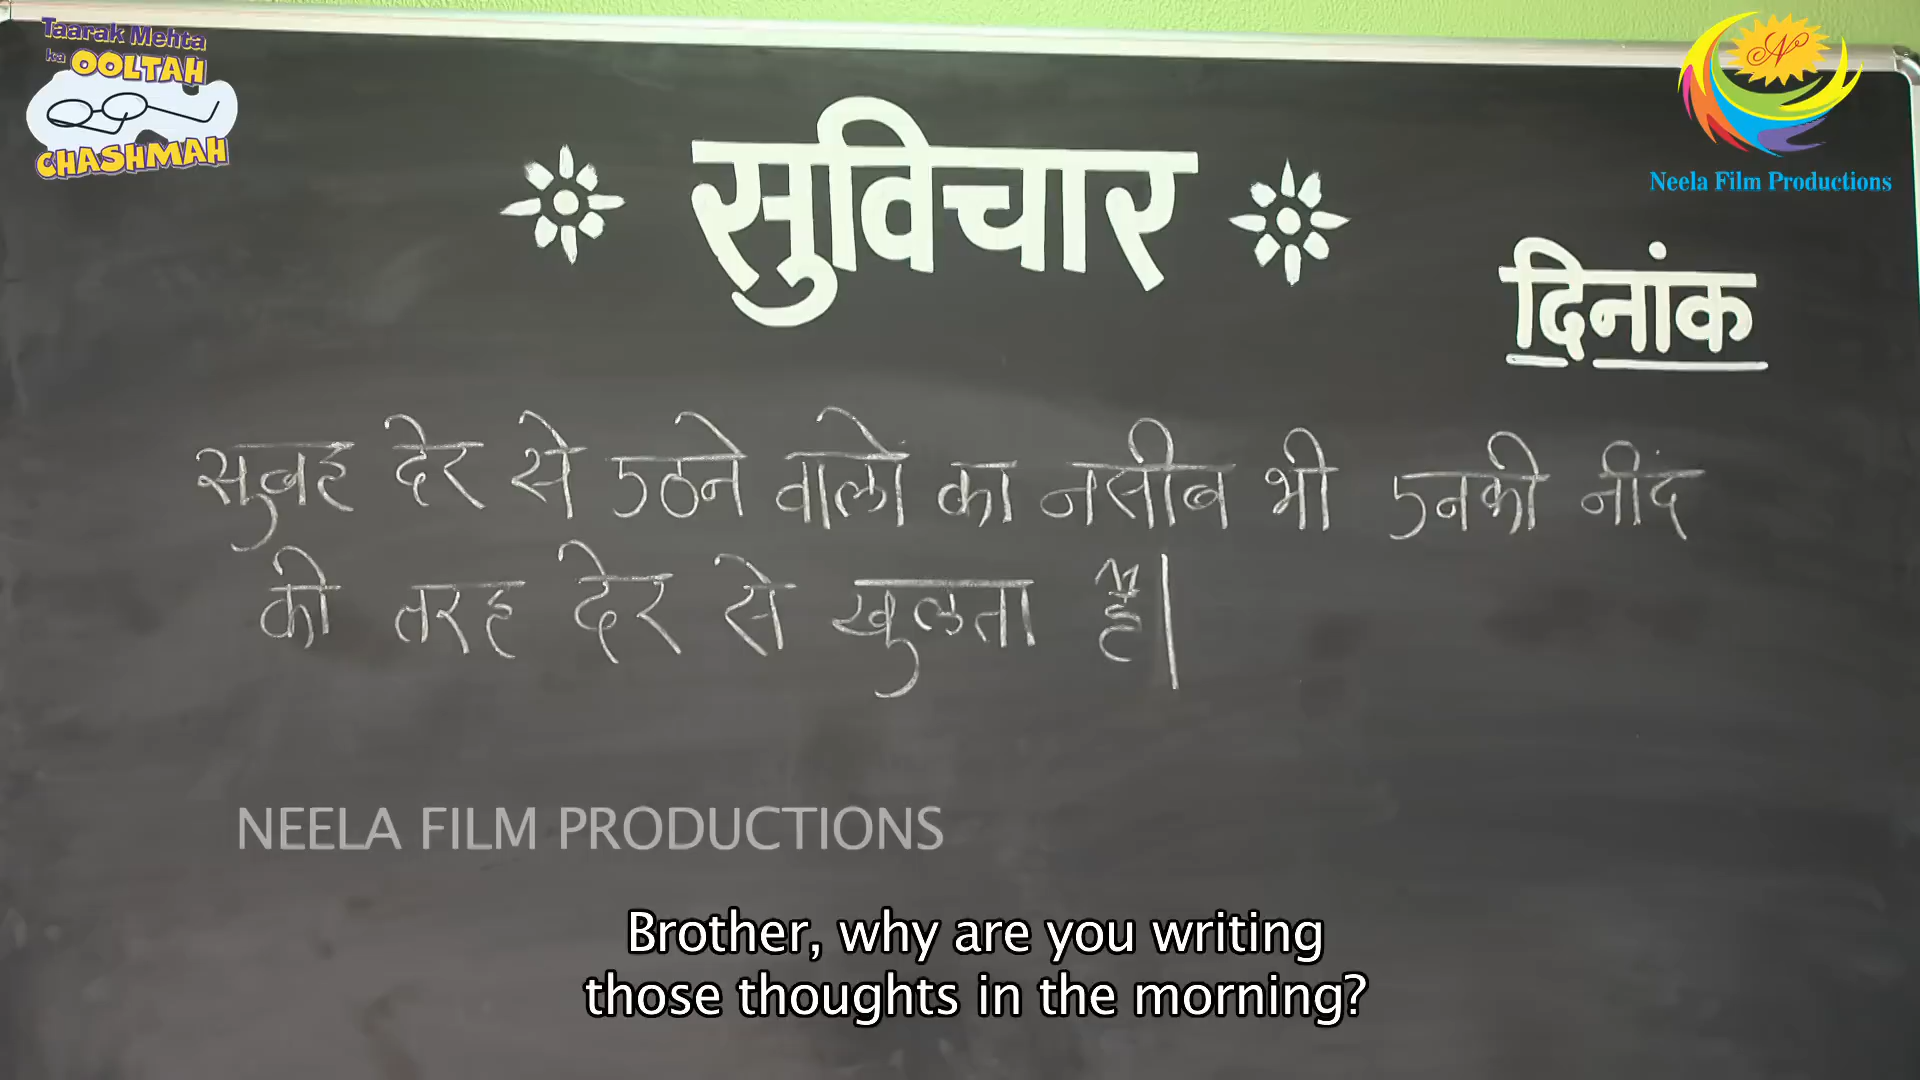 Taarak Mehta
ka OOLTAH
CHASHMAH
N
Neela Film Productions
सुविचार
दिनांक
सुबह देर से उठने वालो का नसीब भी उनकी नींद
की तरह देर से खुलता है|
NEELA FILM PRODUCTIONS
Brother, why are you writing
those thoughts in the morning?